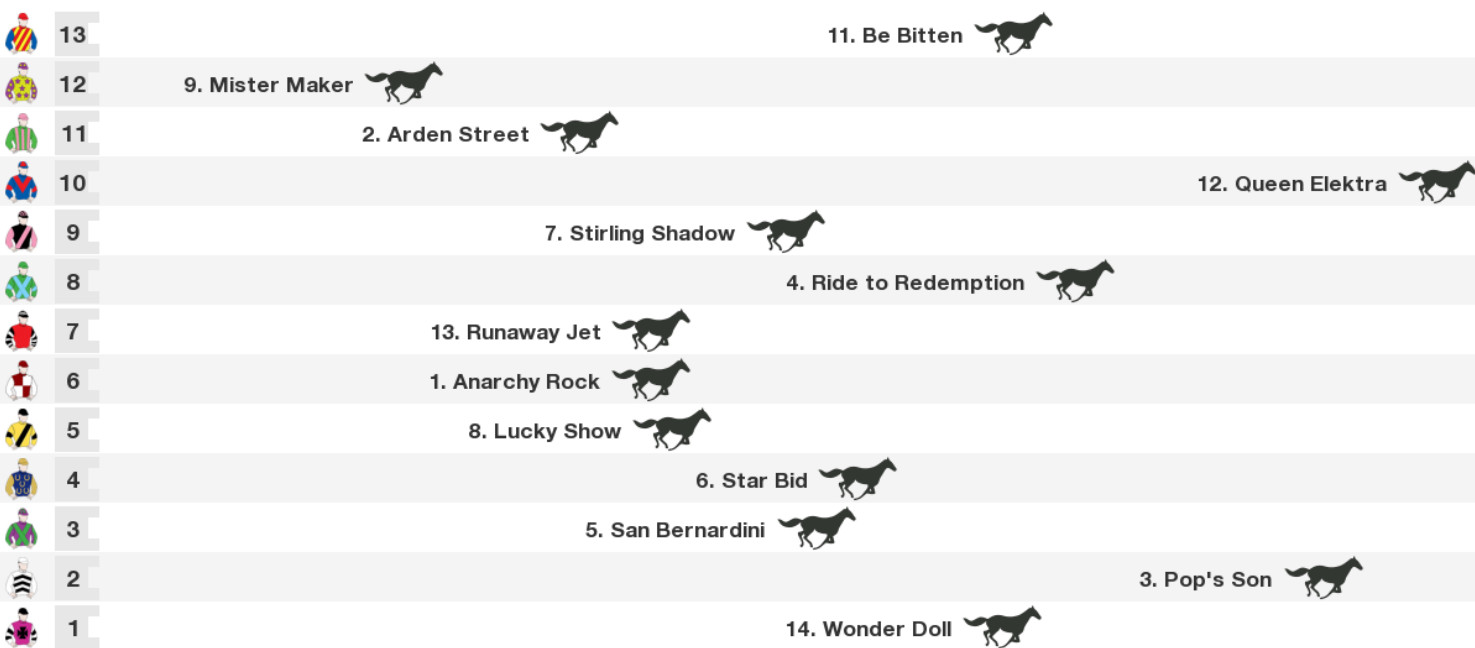 13 11. Be Bitten
12 9. Mister Maker
11 2. Arden Street
10 12. Queen Elektra
9 7. Stirling Shadow
8 4. Ride to Redemption
7 13. Runaway Jet
6 1. Anarchy Rock
5 8. Lucky Show
4 6. Star Bid
3 5. San Bernardini
2 3. Pop's Son
1 14. Wonder Doll